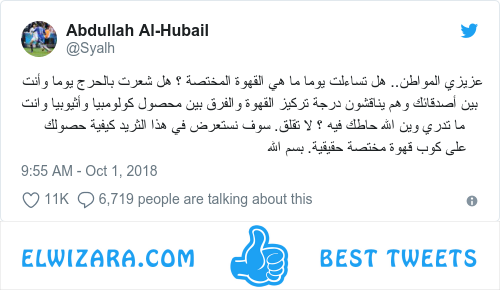 Abdullah Al-Hubail
@Syalh
عزيزي المواطن.. هل تساءلت يوما ما هي القهوة المختصة ؟ هل شعرت بالحرج يوما وأنت
بين أصدقائك وهم يناقشون درجة تركيز القهوة والفرق بين محصول كولومبيا وأثيوبيا وانت
ما تدري وين الله حاطك فيه ؟ لا تقلق. سوف نستعرض في هذا الثريد كيفية حصولك
على كوب قهوة مختصة حقيقية. بسم الله
9:55 AM - Oct 1, 2018
11K 6,719 people are talking about this
ELWIZARA.COM BEST TWEETS